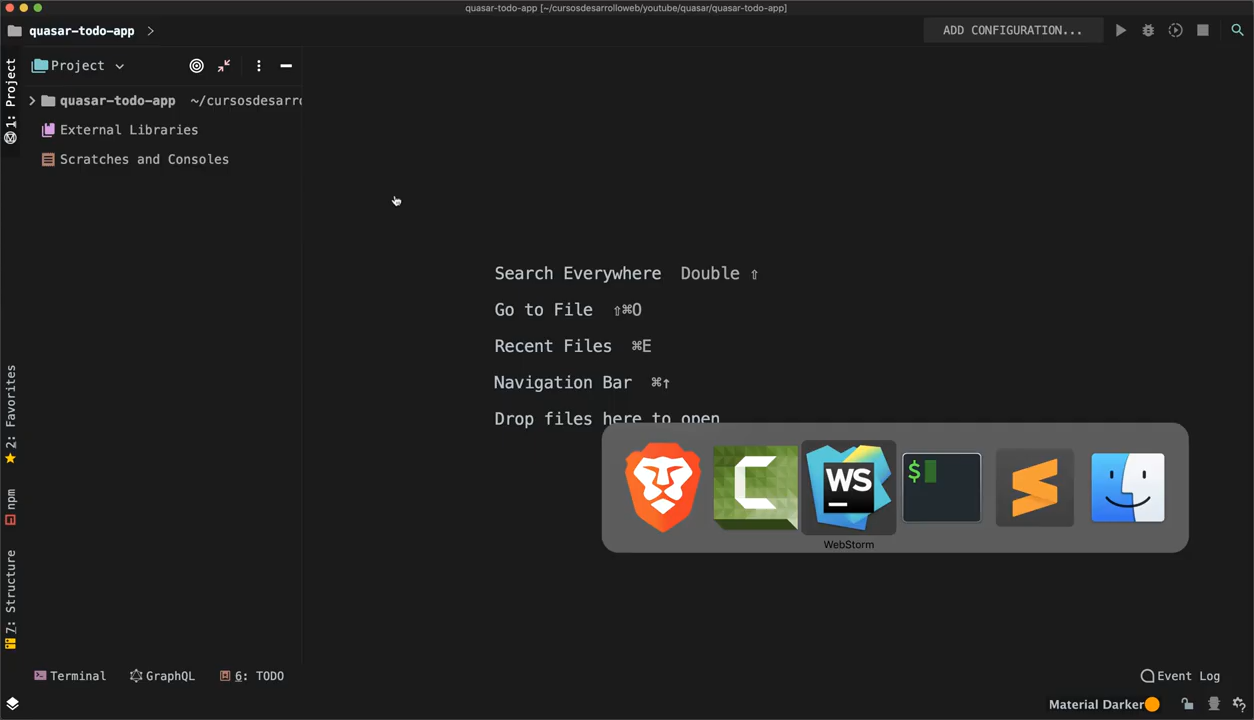 quasar-todo-app [~/cursosdesarrolloweb/youtube/quasar/quasar-todo-app]
quasar-todo-app
ADD CONFIGURATION...
1: Project
Project
quasar-todo-app ~/cursosdesarro
External Libraries
Scratches and Consoles
Search Everywhere Double ⇧
Go to File ⇧⌘O
Recent Files ⌘E
Navigation Bar ⌘↑
Drop files here to open
2: Favorites
npm
7: Structure
WS
$
WebStorm
Terminal
GraphQL
6: TODO
Event Log
Material Darker